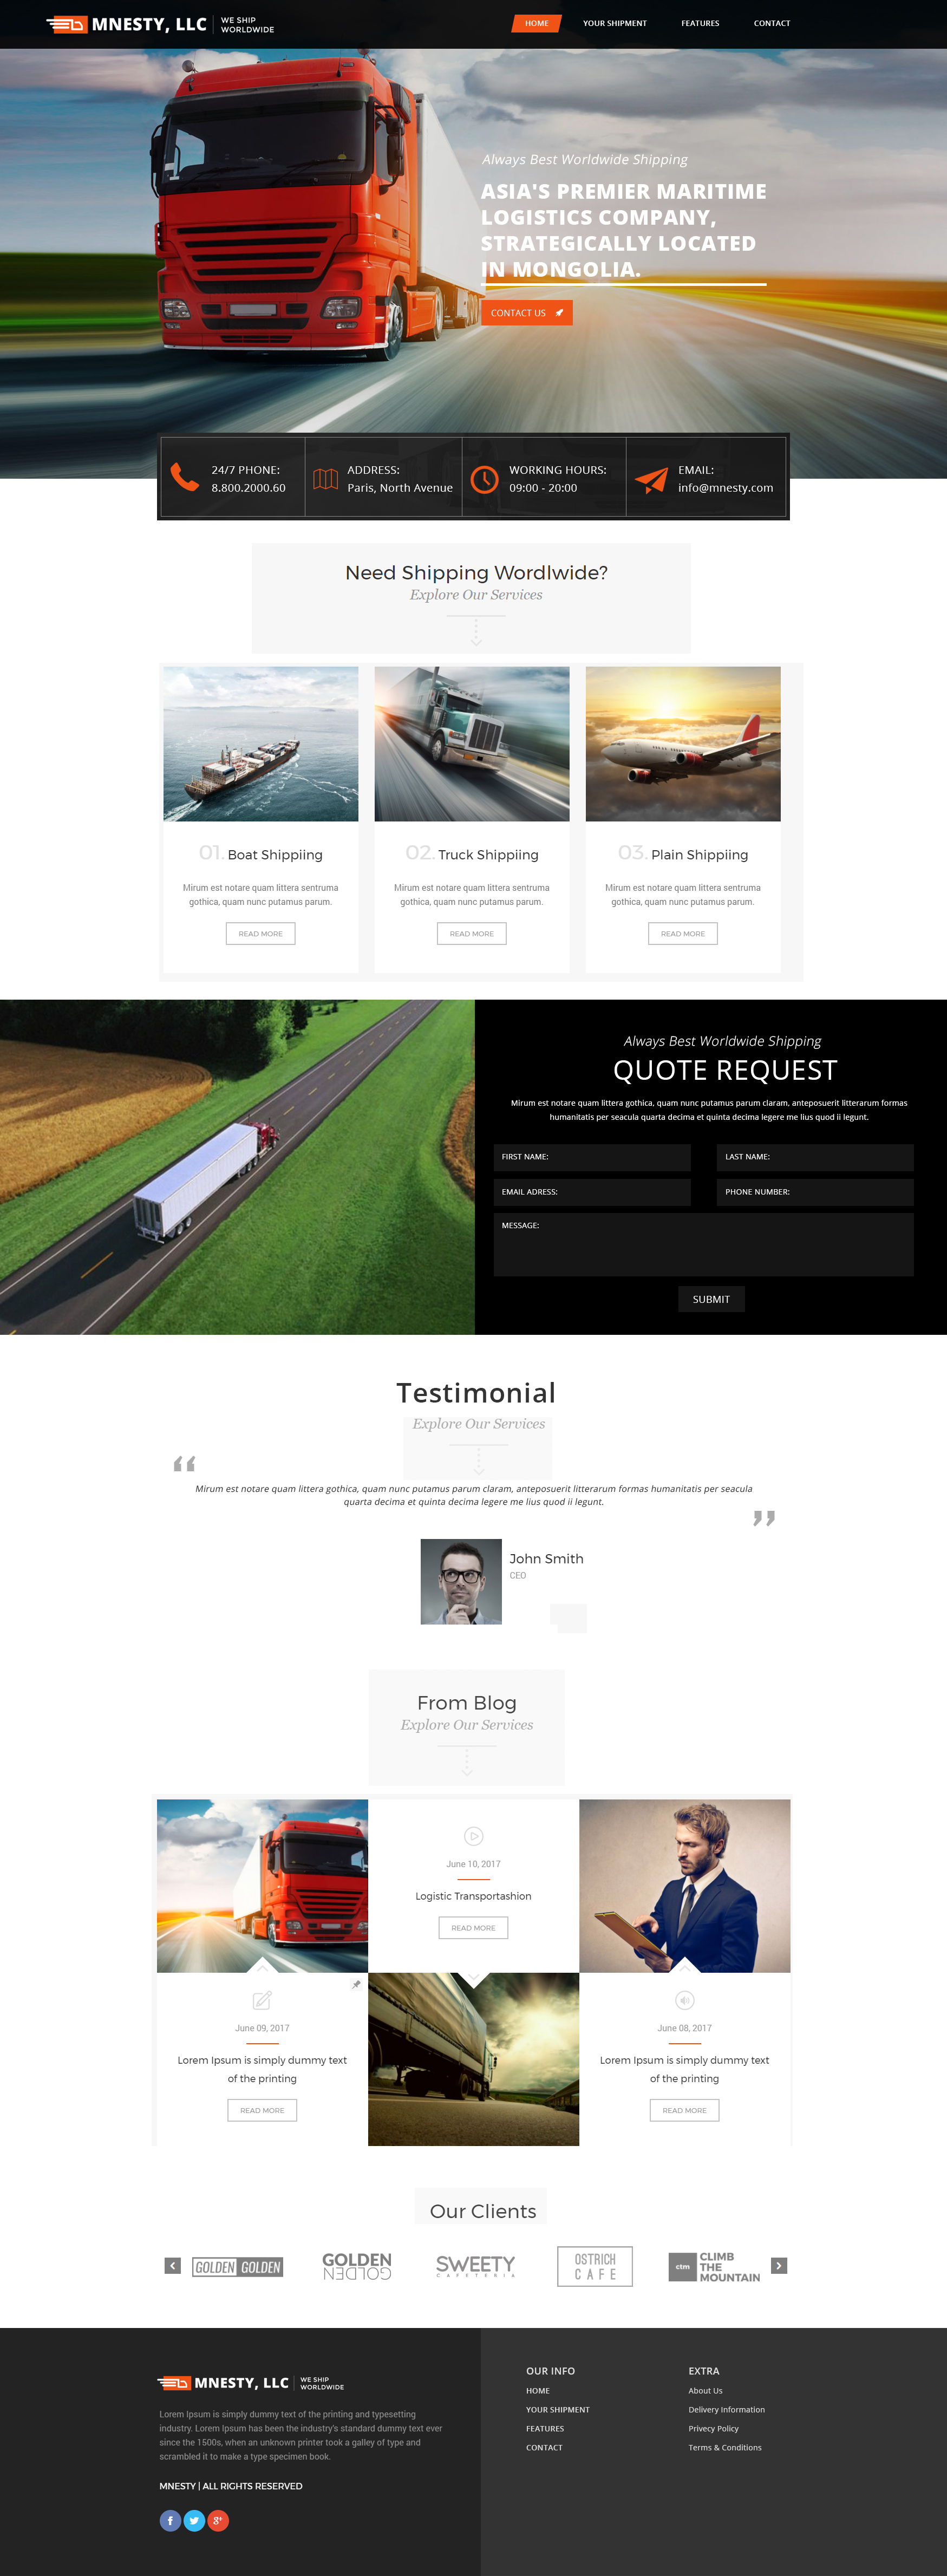 MNESTY, LLC
WE SHIP
WORLDWIDE
HOME
YOUR SHIPMENT
FEATURES
CONTACT
Always Best Worldwide Shipping
ASIA'S PREMIER MARITIME
LOGISTICS COMPANY,
STRATEGICALLY LOCATED
IN MONGOLIA.
CONTACT US
24/7 PHONE:
8.800.2000.60
ADDRESS:
Paris, North Avenue
WORKING HOURS:
09:00 - 20:00
EMAIL:
info@mnesty.com
Need Shipping Wordlwide?
Explore Our Services
01. Boat Shippiing
Mirum est notare quam littera sentruma
gothica, quam nunc putamus parum.
READ MORE
02. Truck Shippiing
Mirum est notare quam littera sentruma
gothica, quam nunc putamus parum.
READ MORE
03. Plain Shippiing
Mirum est notare quam littera sentruma
gothica, quam nunc putamus parum.
READ MORE
Always Best Worldwide Shipping
QUOTE REQUEST
Mirum est notare quam littera gothica, quam nunc putamus parum claram, anteposuerit litterarum formas
humanitatis per seacula quarta decima et quinta decima legere me lius quod ii legunt.
FIRST NAME:
LAST NAME:
EMAIL ADRESS:
PHONE NUMBER:
MESSAGE:
SUBMIT
Testimonial
Explore Our Services
“
Mirum est notare quam littera gothica, quam nunc putamus parum claram, anteposuerit litterarum formas humanitatis per seacula
quarta decima et quinta decima legere me lius quod ii legunt.
”
John Smith
CEO
From Blog
Explore Our Services
June 10, 2017
Logistic Transportashion
READ MORE
June 09, 2017
Lorem Ipsum is simply dummy text
of the printing
READ MORE
June 08, 2017
Lorem Ipsum is simply dummy text
of the printing
READ MORE
Our Clients
GOLDEN GOLDEN
GOLDEN
GOLDEN
SWEETY
CAFETERIA
OSTRICH
CAFE
ctm
CLIMB
THE
MOUNTAIN
MNESTY, LLC
WE SHIP
WORLDWIDE
Lorem Ipsum is simply dummy text of the printing and typesetting
industry. Lorem Ipsum has been the industry's standard dummy text ever
since the 1500s, when an unknown printer took a galley of type and
scrambled it to make a type specimen book.
MNESTY | ALL RIGHTS RESERVED
f
g+
OUR INFO
HOME
YOUR SHIPMENT
FEATURES
CONTACT
EXTRA
About Us
Delivery Information
Privecy Policy
Terms & Conditions